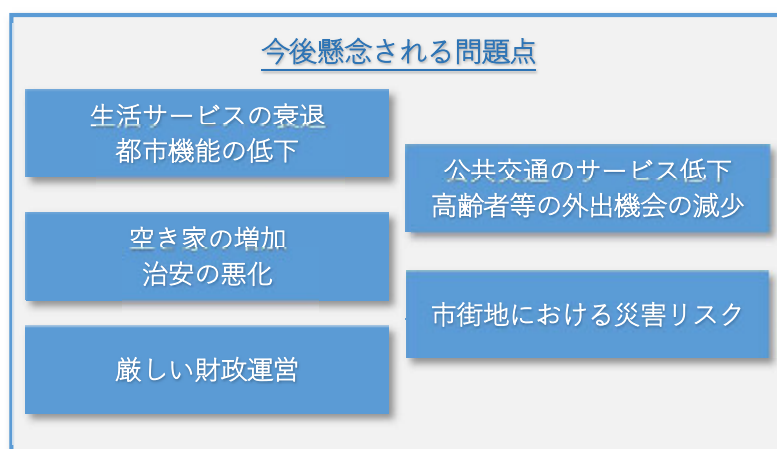 今後懸念される問題点
生活サービスの衰退
都市機能の低下
空き家の増加
治安の悪化
厳しい財政運営
公共交通のサービス低下
高齢者等の外出機会の減少
市街地における災害リスク